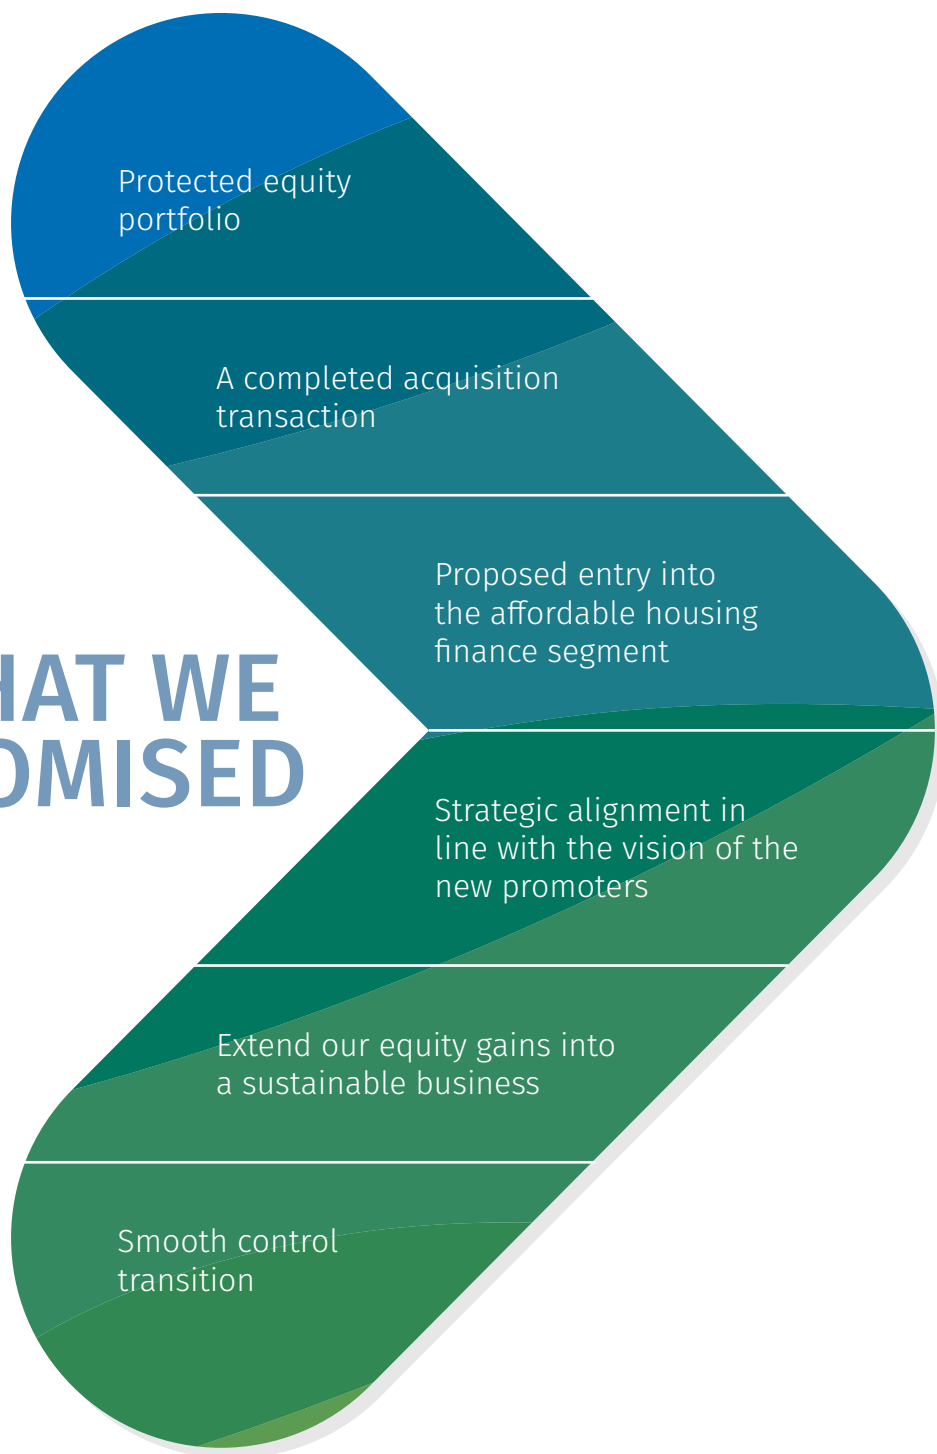 Protected equity
portfolio
A completed acquisition
transaction
Proposed entry into
the affordable housing
finance segment
HAT WE
OMISED
Strategic alignment in
line with the vision of the
new promoters
Extend our equity gains into
a sustainable business
Smooth control
transition